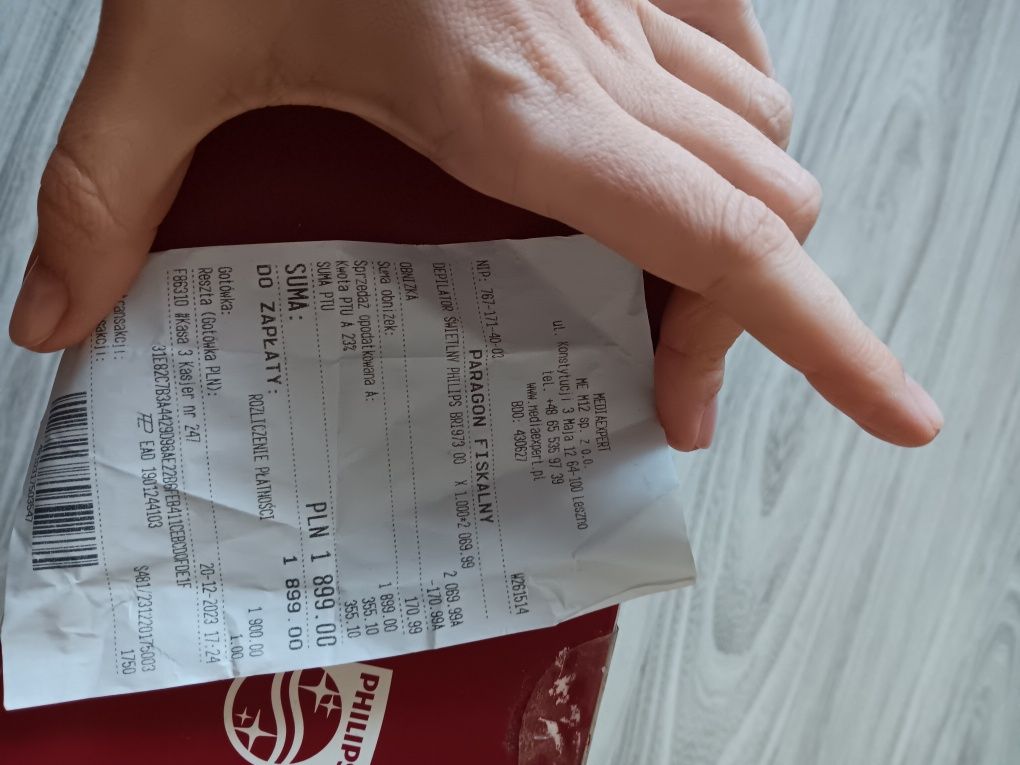 MEDIAEXPERT
ME M12 sp. z o.o.
ul. Konstytucji 3 Maja 12 64-100 Leszno
tel. +48 65 535 97 39
www.mediaexpert.pl
BDO: 430627
NIP: 767-171-40-0 W261514
PARAGON FISKALNY
DEPILATOR ŚWIETLNY PHILIPS BRI973 00 X 1.000*2 069.99 2 069.99A
OBNIŻKA -170.99A
Suma obniżek: 170.99
Sprzedaż opodatkowana A: 1 899.00
Kwota PTU A 23% 355.10
SUMA PTU 355.10
SUMA: PLN 1 899.00
DO ZAPŁATY: 1 899.00
ROZLICZENIE PŁATNOŚCI
Gotówka: 1 900.00
Reszta (Gotówka PLN): 1.00
F86310 #Kasa 3 Kasjer nr 247 20-12-2023 17:24
EAO 1901244103
1750
PHILIPS